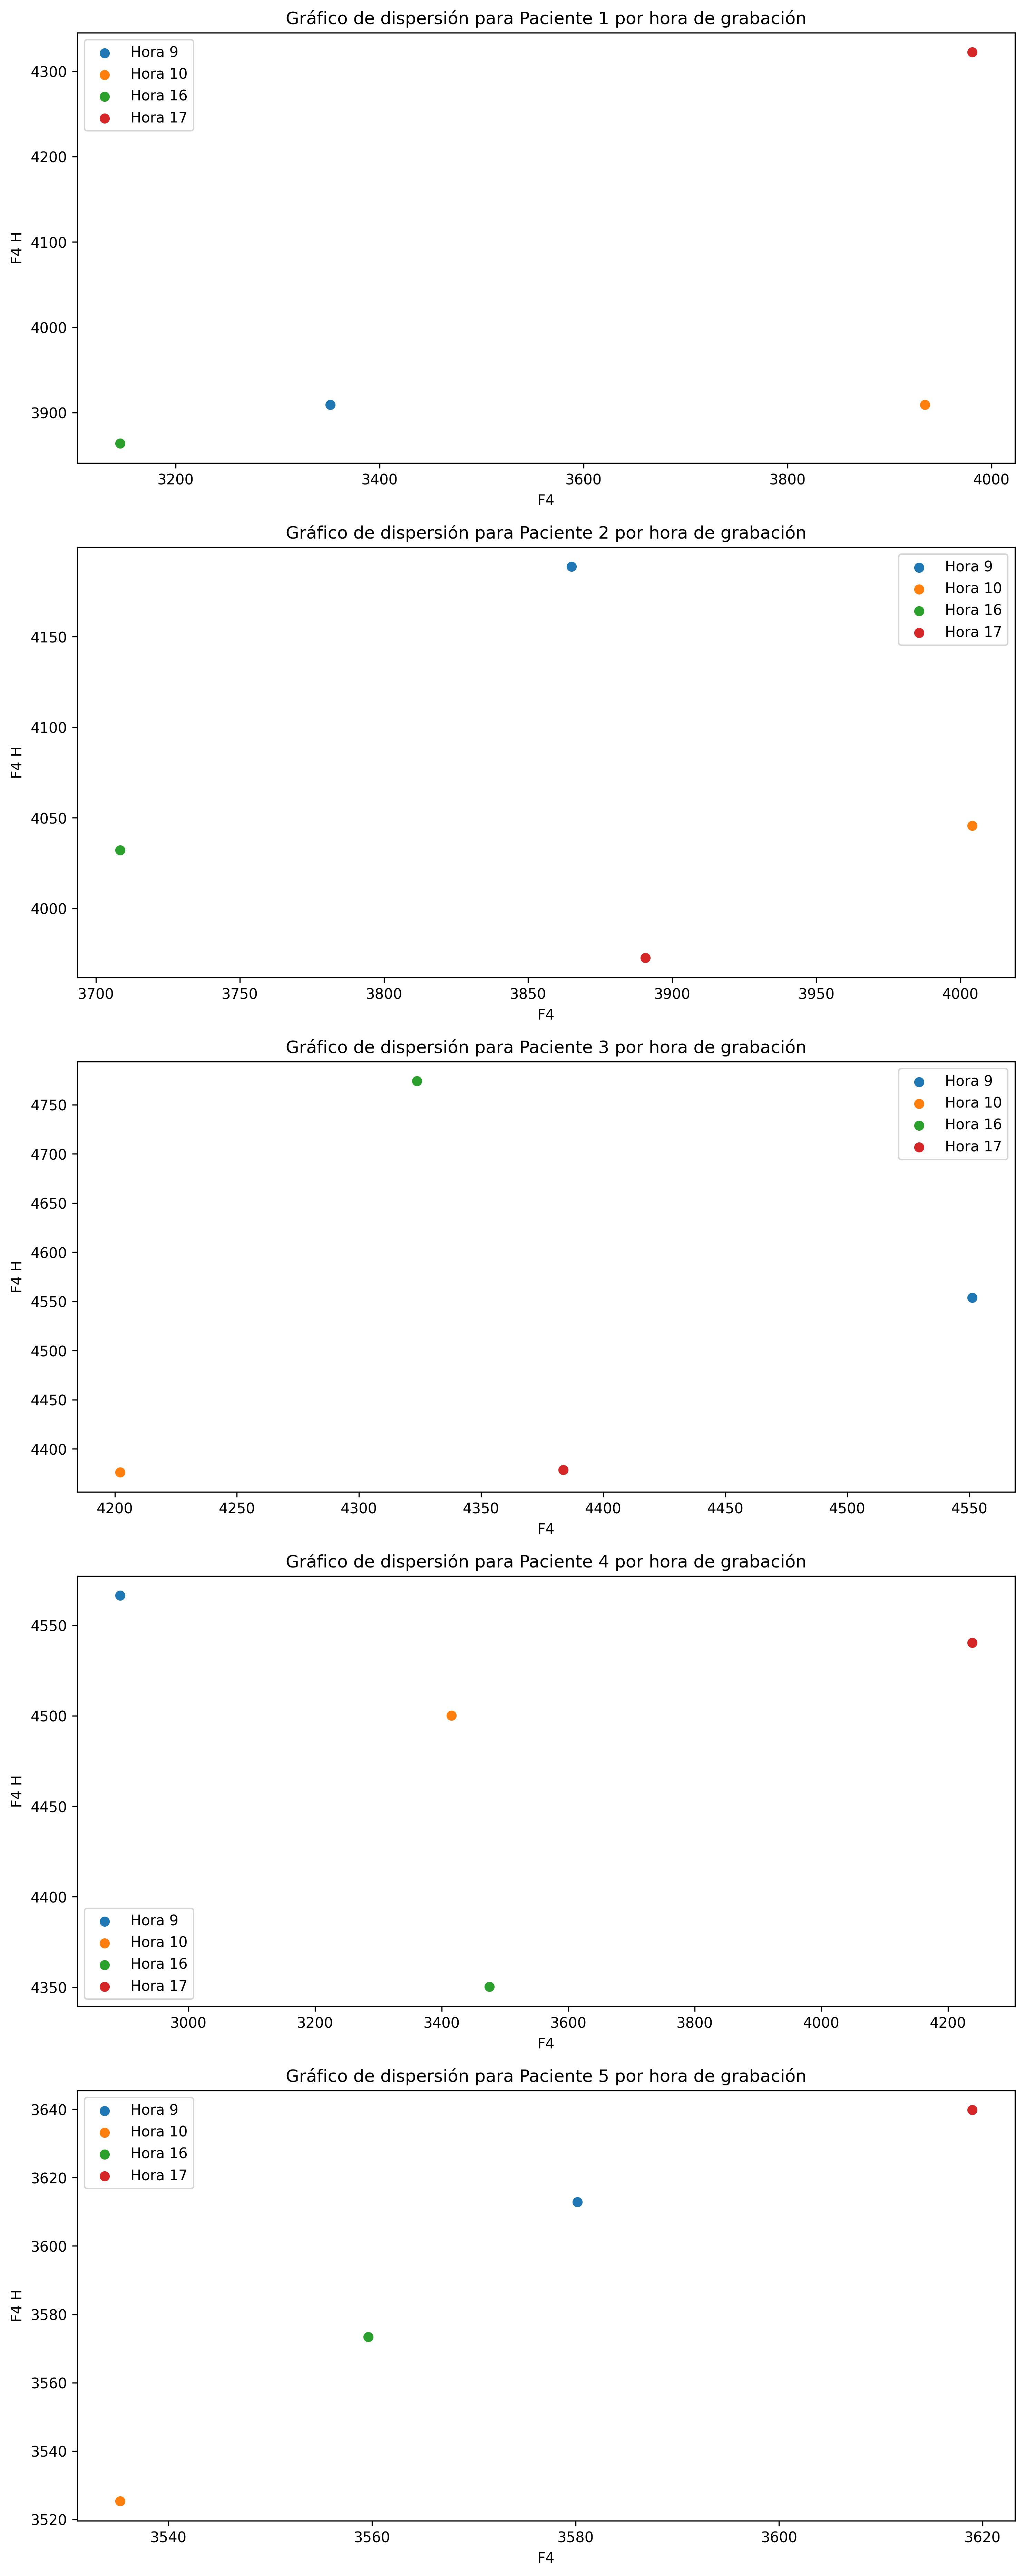 Gráfico de dispersión para Paciente 1 por hora de grabación
Hora 9
Hora 10
Hora 16
Hora 17
4300
4200
4100
4000
3900
F4 H
3200 3400 3600 3800 4000
F4
Gráfico de dispersión para Paciente 2 por hora de grabación
Hora 9
Hora 10
Hora 16
Hora 17
4150
4100
4050
4000
F4 H
3700 3750 3800 3850 3900 3950 4000
F4
Gráfico de dispersión para Paciente 3 por hora de grabación
Hora 9
Hora 10
Hora 16
Hora 17
4750
4700
4650
4600
4550
4500
4450
4400
F4 H
4200 4250 4300 4350 4400 4450 4500 4550
F4
Gráfico de dispersión para Paciente 4 por hora de grabación
4550
4500
4450
4400
4350
F4 H
Hora 9
Hora 10
Hora 16
Hora 17
3000 3200 3400 3600 3800 4000 4200
F4
Gráfico de dispersión para Paciente 5 por hora de grabación
Hora 9
Hora 10
Hora 16
Hora 17
3640
3620
3600
3580
3560
3540
3520
F4 H
3540 3560 3580 3600 3620
F4